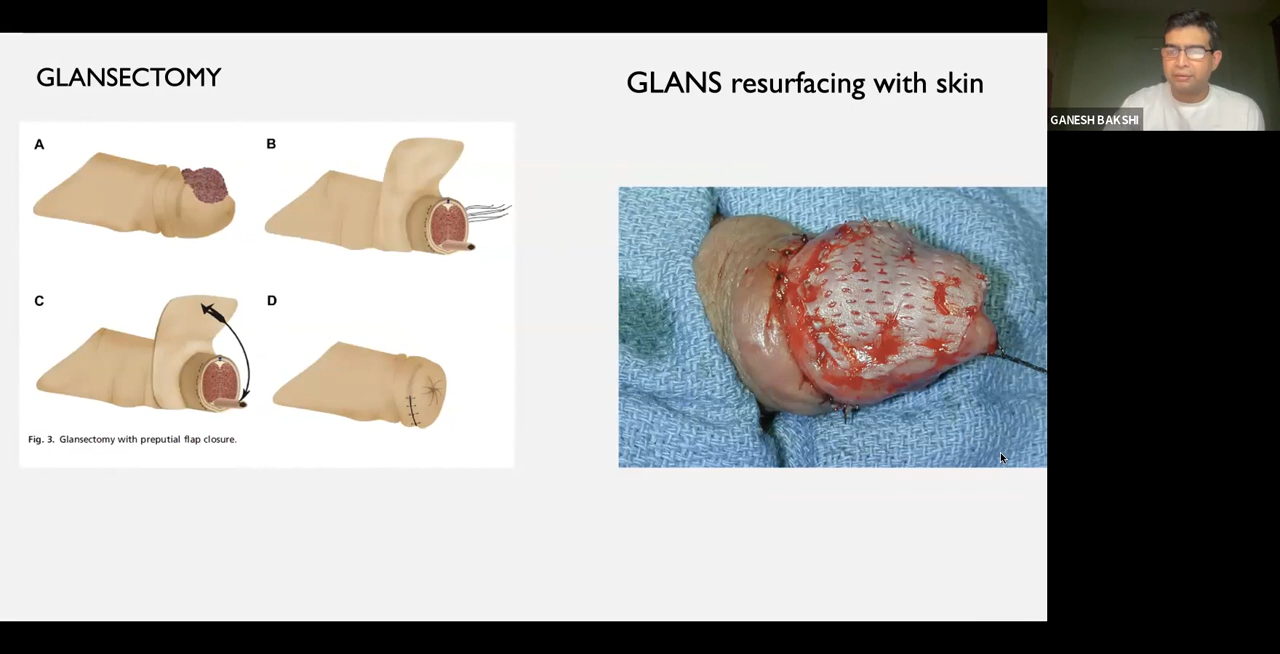 GLANSECTOMY
GLANS resurfacing with skin
GANESH BAKSHI
A
B
C
D
Fig. 3. Glansectomy with preputial flap closure.